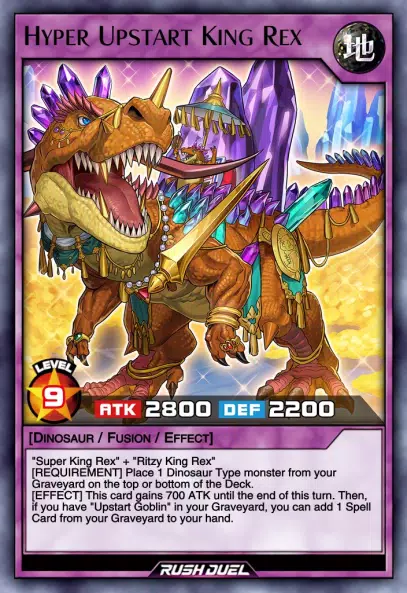 Hyper Upstart King Rex
地
LEVEL
9
ATK 2800 DEF 2200
[Dinosaur / Fusion / Effect]
"Super King Rex" + "Ritzy King Rex"
[REQUIREMENT] Place 1 Dinosaur Type monster from your
Graveyard on the top or bottom of the Deck.
[EFFECT] This card gains 700 ATK until the end of this turn. Then,
if you have "Upstart Goblin" in your Graveyard, you can add 1 Spell
Card from your Graveyard to your hand.
RUSH DUEL